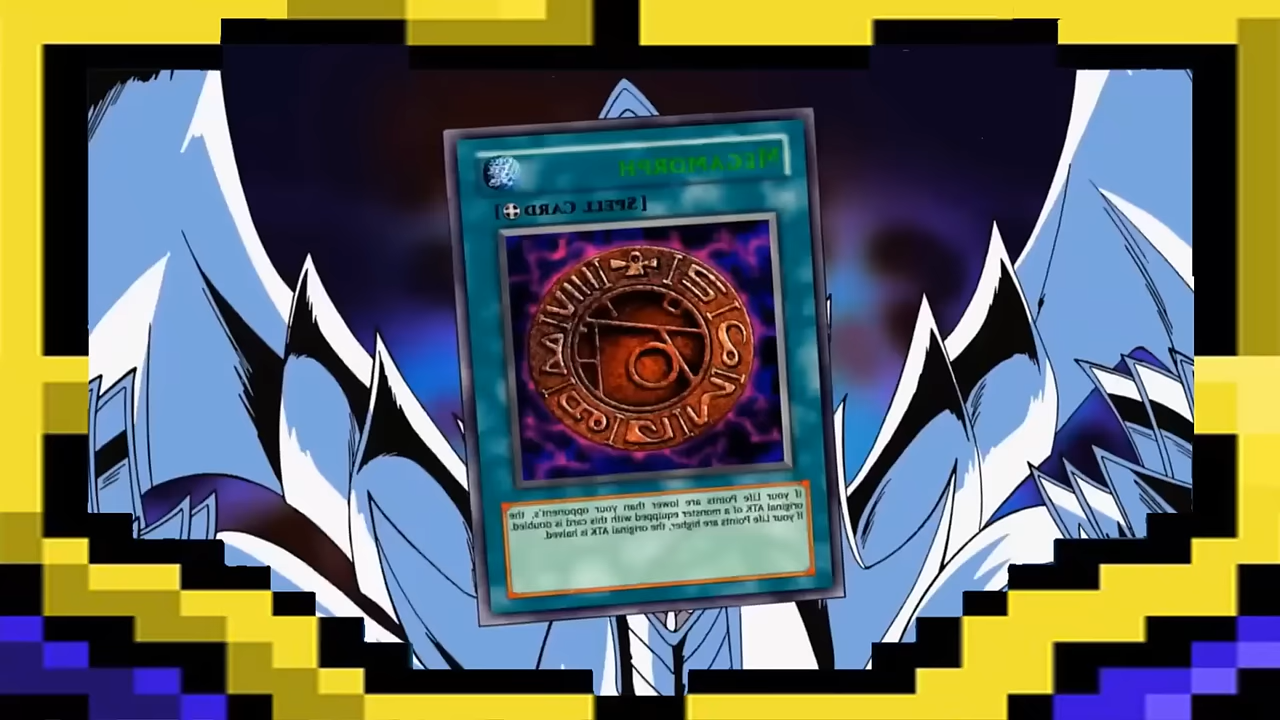 MEGAMORPH
[SPELL CARD]
If your Life Points are lower than your opponent's, the
original ATK of a monster equipped with this card is doubled.
If your Life Points are higher, the original ATK is halved.